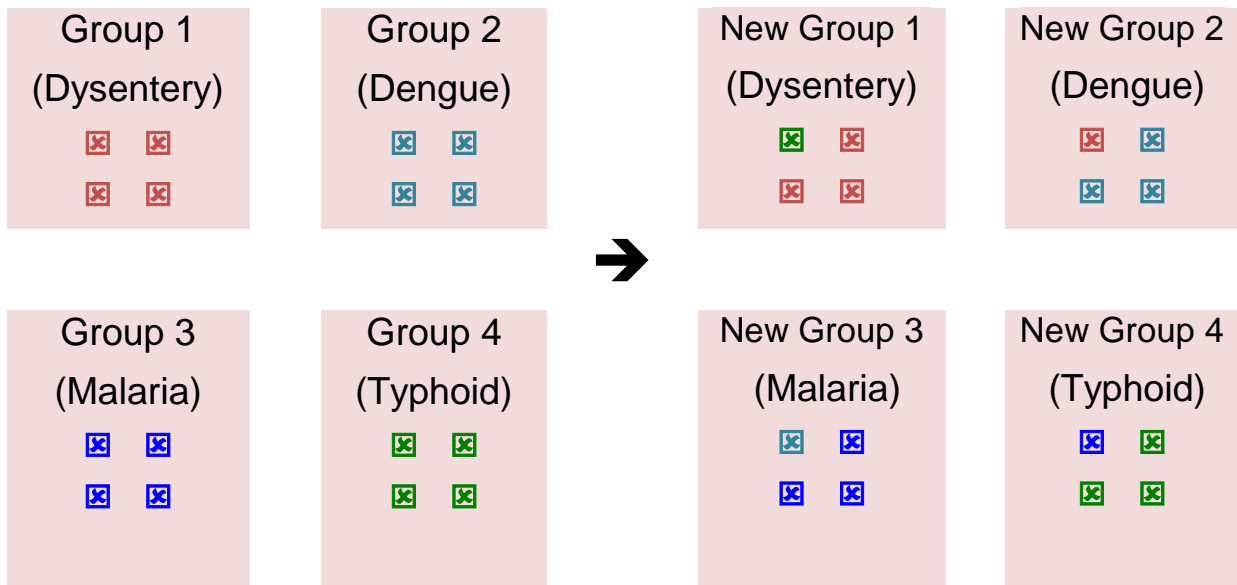 Group 1
(Dysentery)
Group 2
(Dengue)
New Group 1
(Dysentery)
New Group 2
(Dengue)
Group 3
(Malaria)
Group 4
(Typhoid)
New Group 3
(Malaria)
New Group 4
(Typhoid)